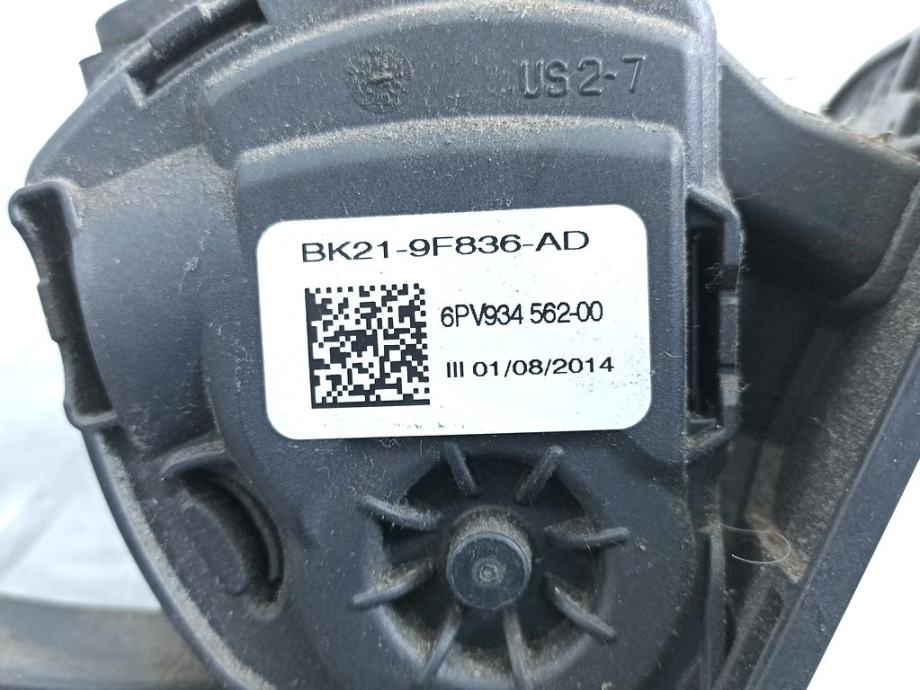 US2-7
BK21-9F836-AD
6PV934 562-00
III 01/08/2014